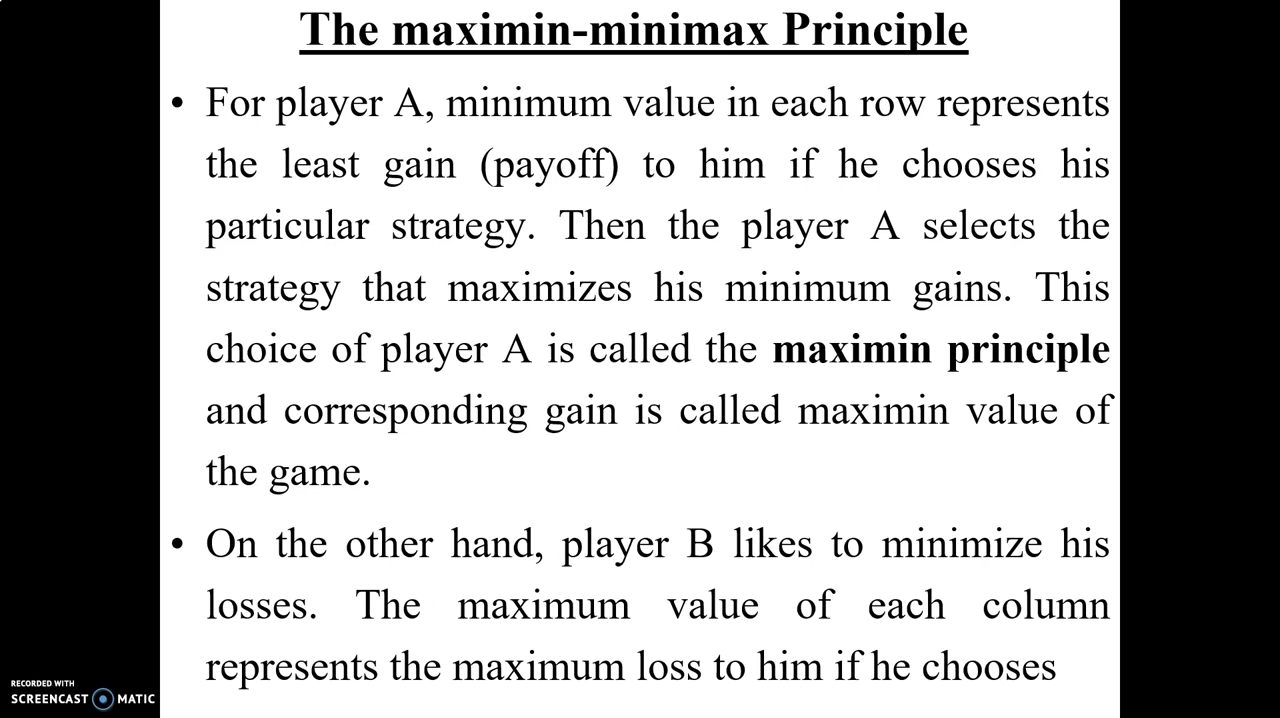 The maximin-minimax Principle
• For player A, minimum value in each row represents
the least gain (payoff) to him if he chooses his
particular strategy. Then the player A selects the
strategy that maximizes his minimum gains. This
choice of player A is called the maximin principle
and corresponding gain is called maximin value of
the game.
• On the other hand, player B likes to minimize his
losses. The maximum value of each column
represents the maximum loss to him if he chooses
RECORDED WITH
SCREENCAST MATIC